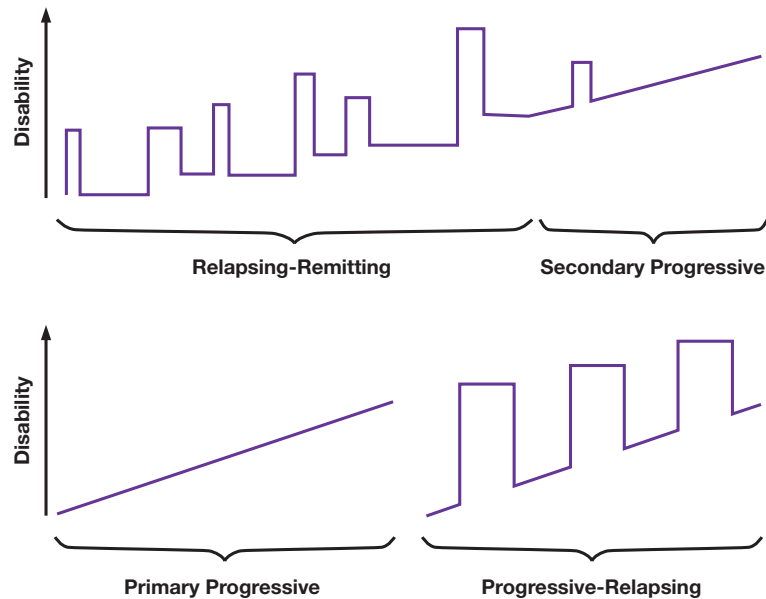 Disability
Relapsing-Remitting
Secondary Progressive
Disability
Primary Progressive
Progressive-Relapsing